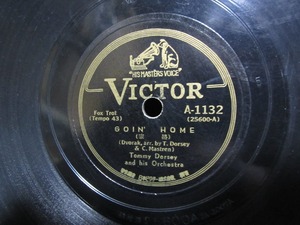 "HIS MASTERS VOICE"
VICTOR
Fox Trot
(Tempo 43)
A-1132
(25600-A)
GOIN' HOME
(Dvorak, arr. by T. Dorsey
& C. Mastren)
Tommy Dorsey
and his Orchestra